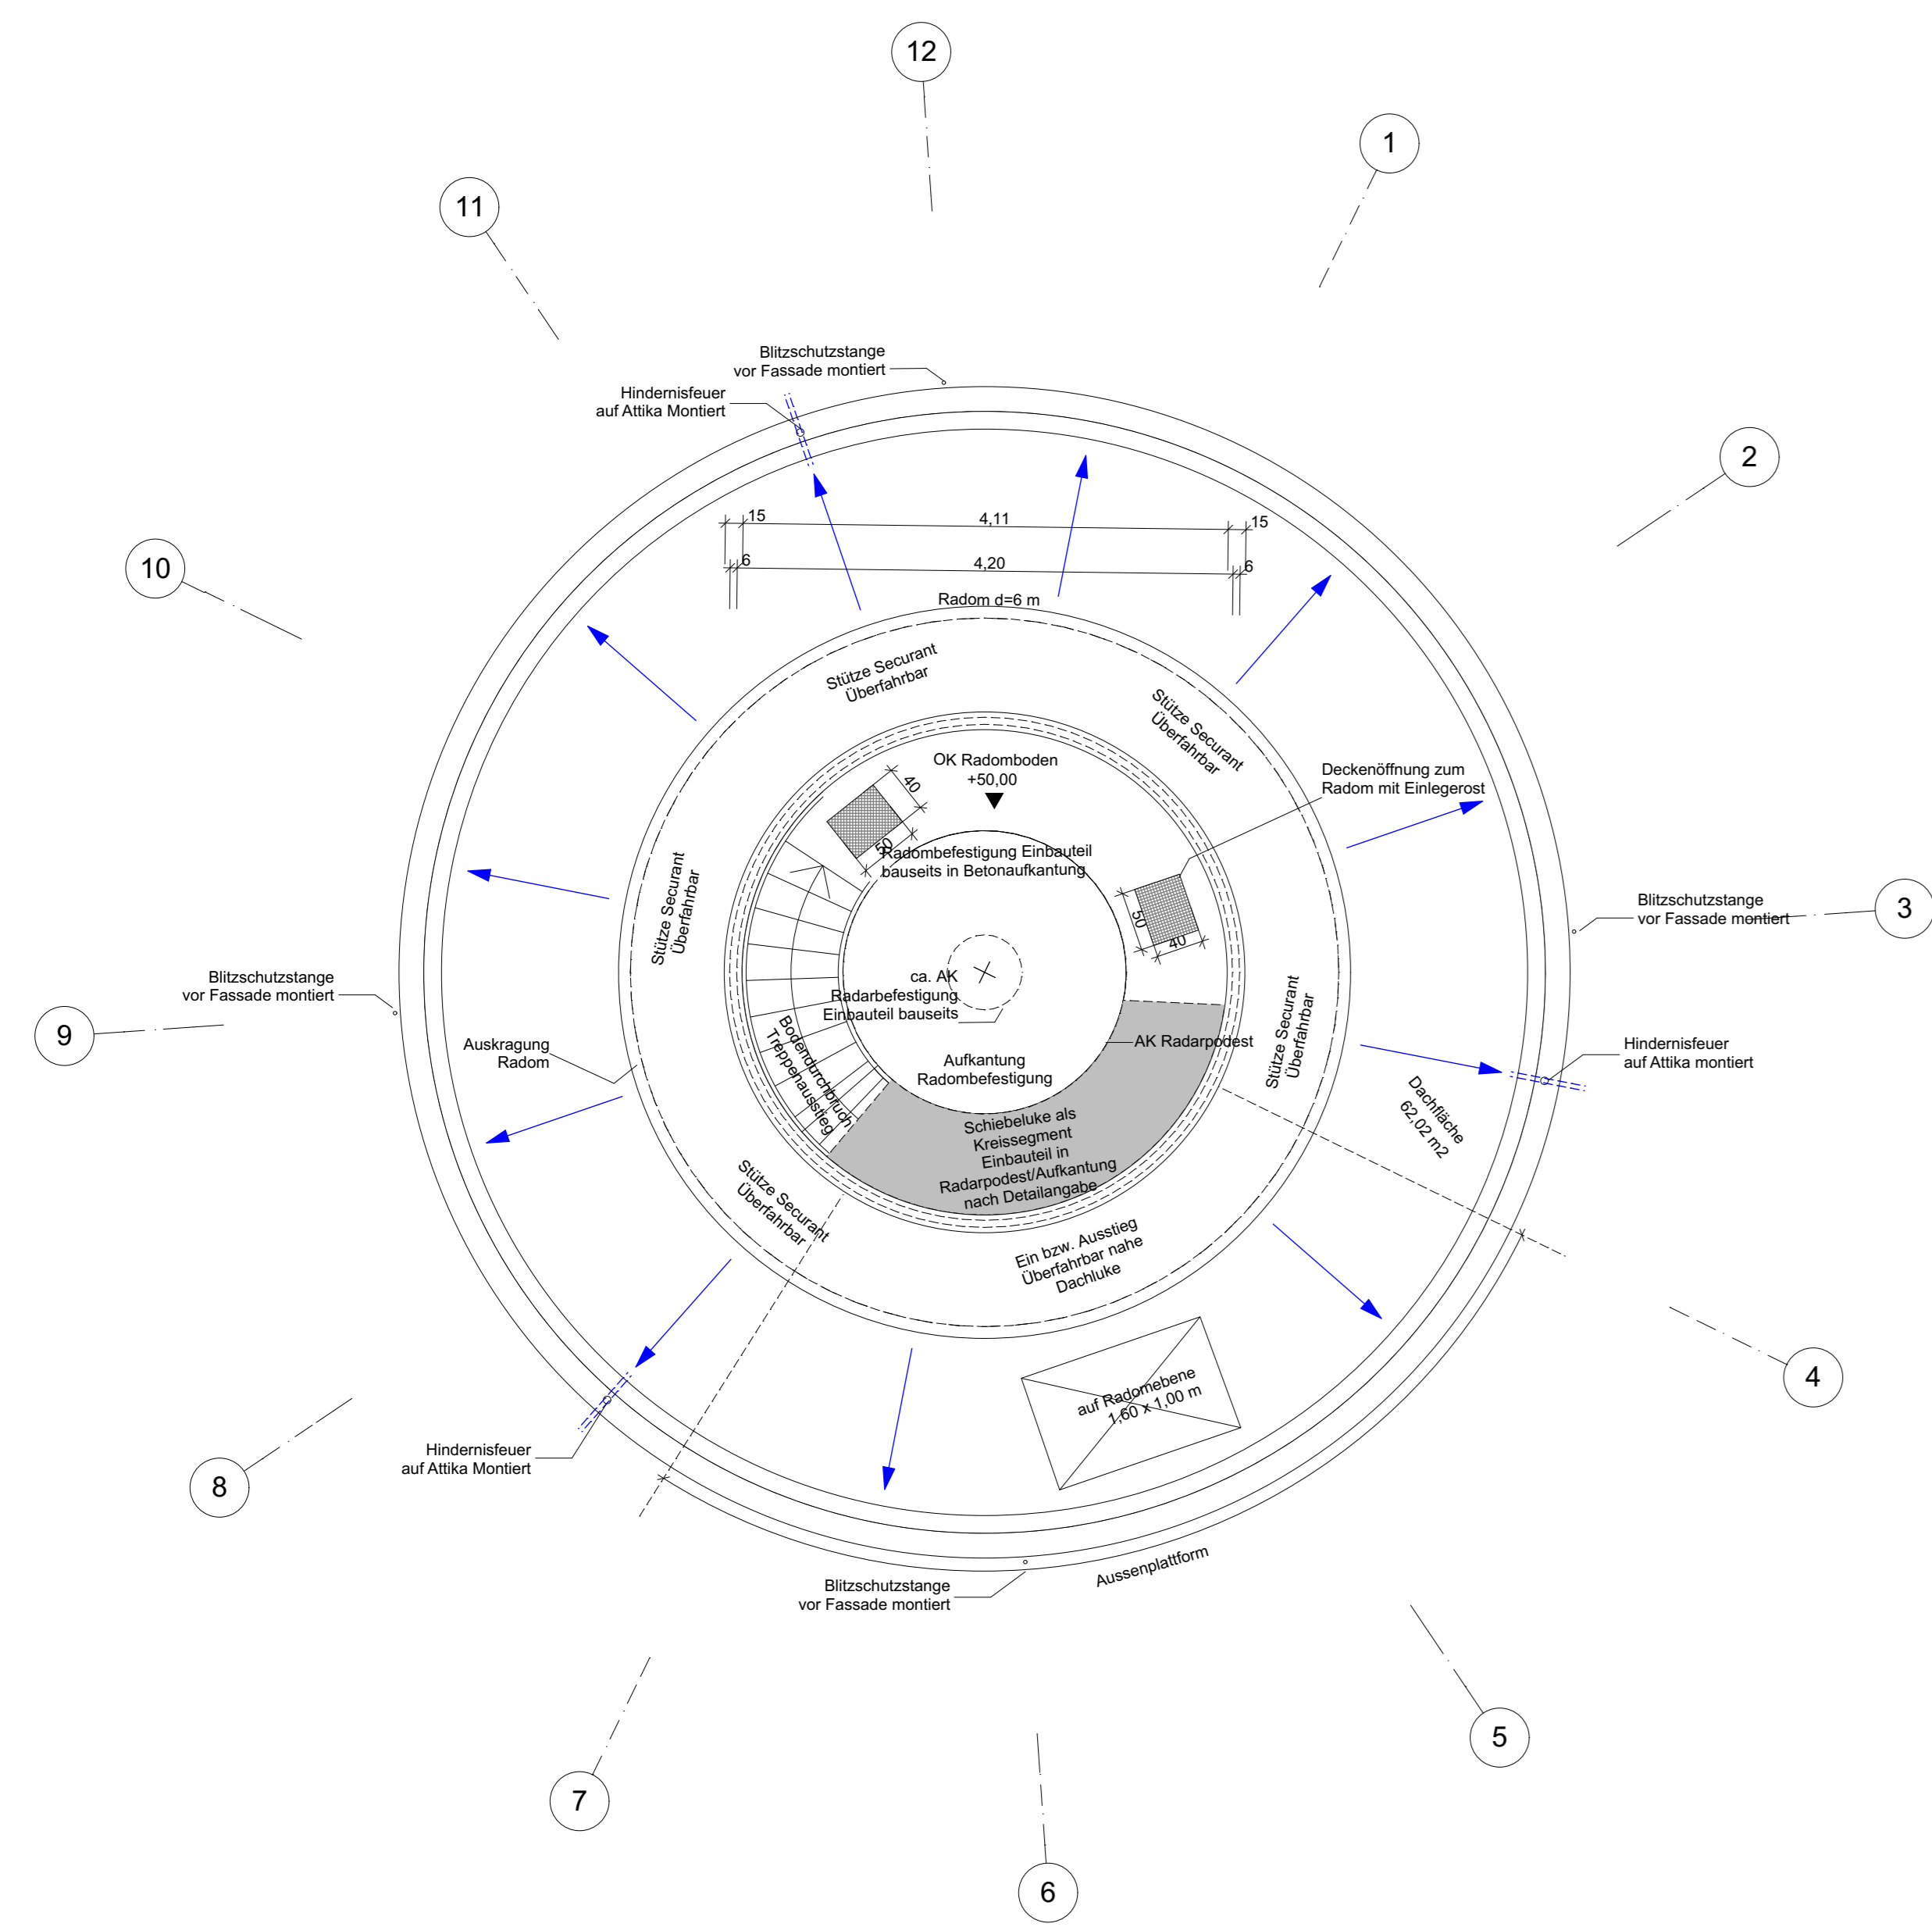 12
1
11
2
10
Blitzschutzstange
vor Fassade montiert
Hindernisfeuer
auf Attika Montiert
15
4,11
15
6
4,20
6
Radom d=6 m
Stütze Securant
Überfahrbar
Stütze Securant
Überfahrbar
OK Radomboden
+50,00
Deckenöffnung zum
Radom mit Einlegerost
40
50
Radombefestigung Einbauteil
bauseits in Betonaufkantung
50
40
Stütze Securant
Überfahrbar
Blitzschutzstange
vor Fassade montiert
3
Blitzschutzstange
vor Fassade montiert
9
ca. AK
Radarbefestigung
Einbauteil bauseits
Stütze Securant
Überfahrbar
Auskragung
Radom
Bodendurchbruch
Treppenausstieg
AK Radarpodest
Aufkantung
Radombefestigung
Hindernisfeuer
auf Attika montiert
Dachfläche
62,02 m2
Schiebeluke als
Kreissegment
Einbauteil in
Radarpodest/Aufkantung
nach Detailangabe
Stütze Securant
Überfahrbar
Ein bzw. Ausstieg
Überfahrbar nahe
Dachluke
4
auf Radomebene
1,60 x 1,00 m
Hindernisfeuer
auf Attika Montiert
8
Aussenplattform
Blitzschutzstange
vor Fassade montiert
5
7
6